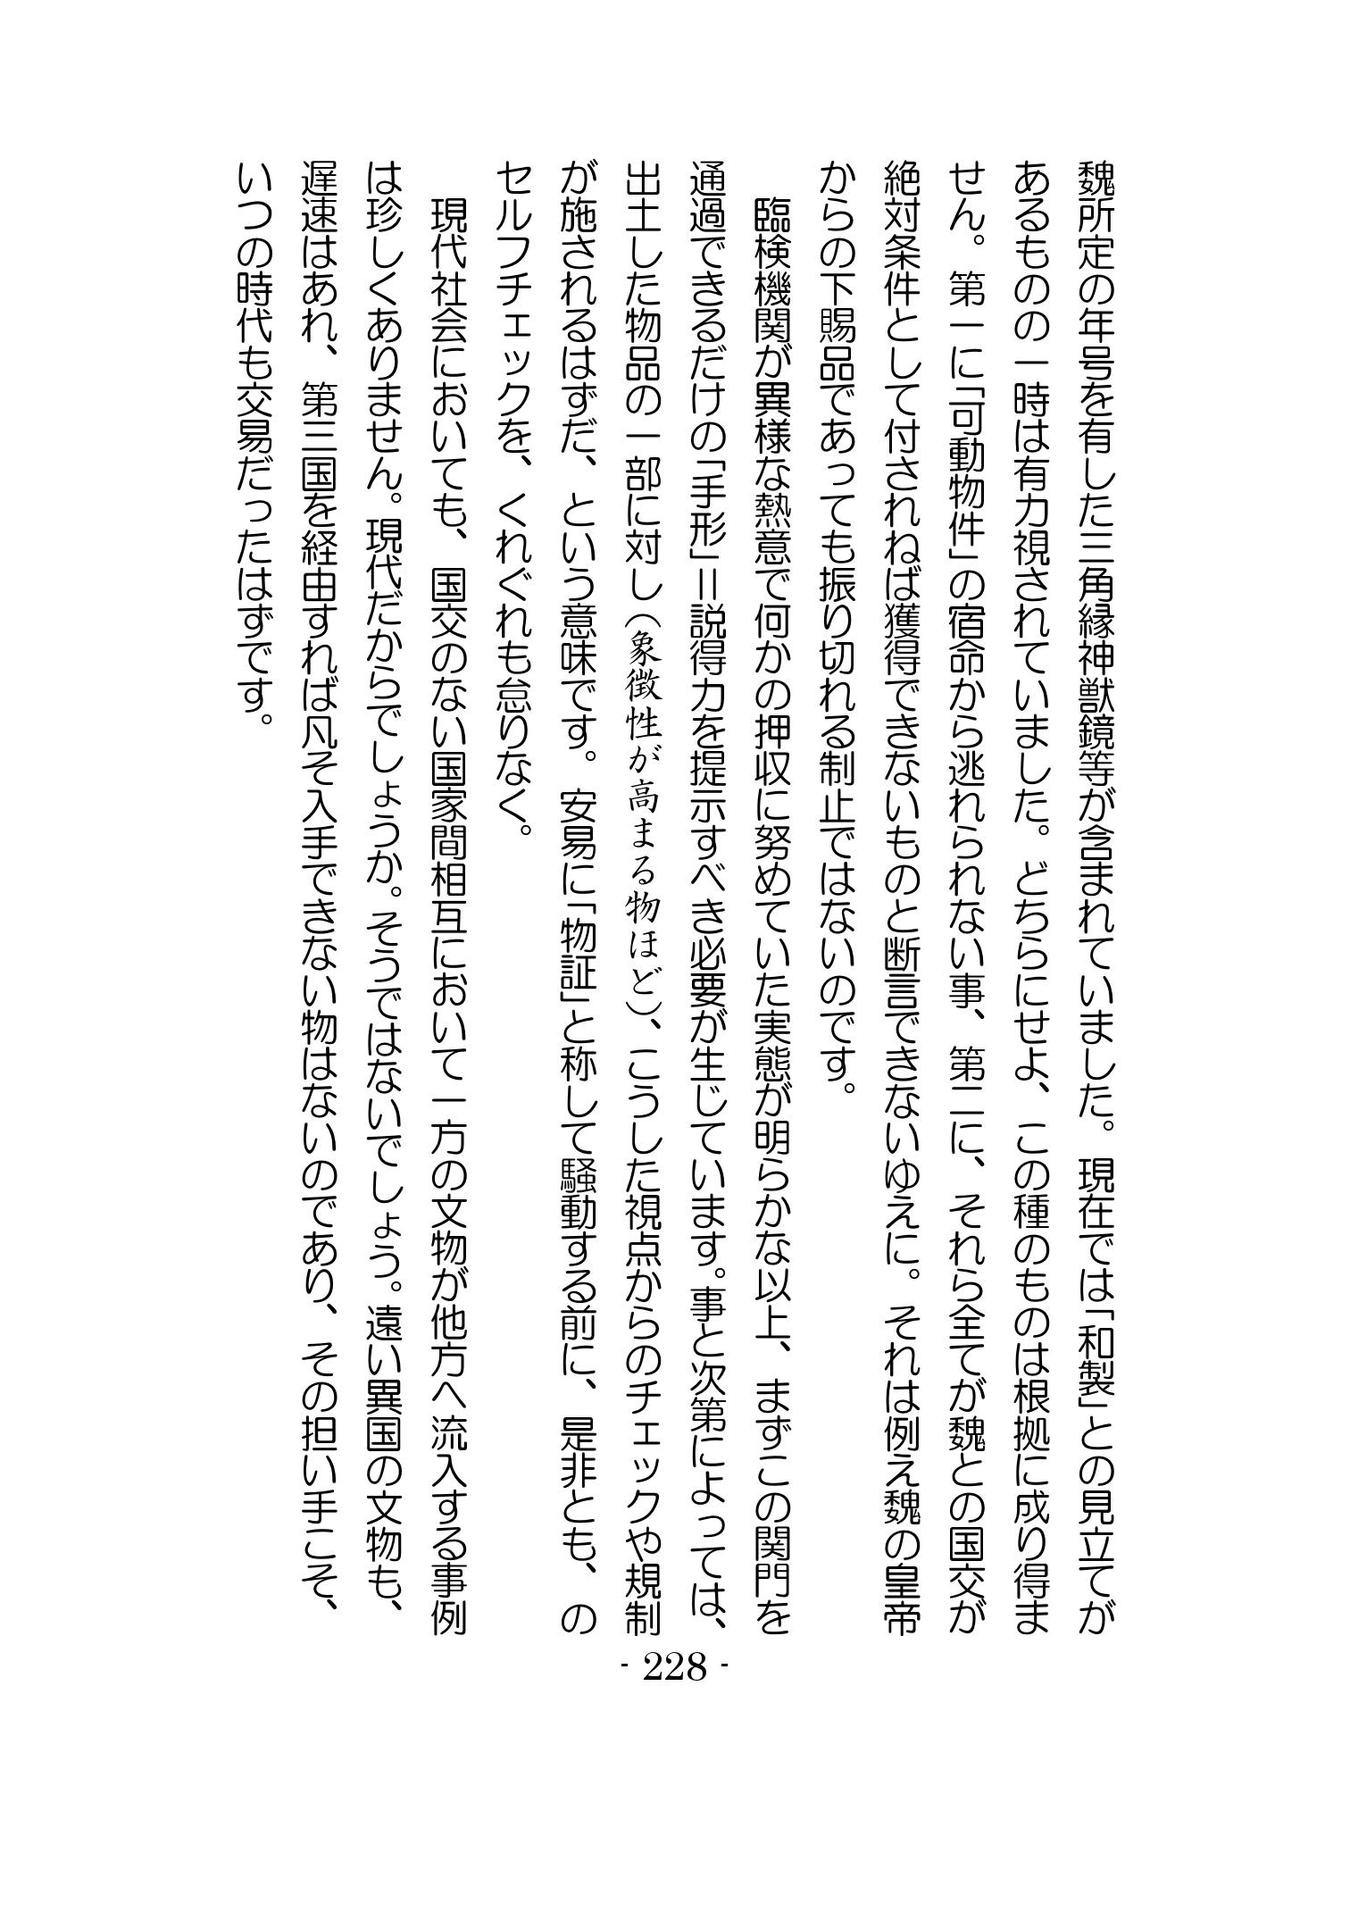 魏所定の年号を有した三角縁神獣鏡等が含まれていました。現在では「和製」との見立てが
あるものの一時は有力視されていました。どちらにせよ、この種のものは根拠に成り得ま
せん。第一に「可動物件」の宿命から逃れられない事、第二に、それら全てが魏との国交が
絶対条件として付されねば獲得できないものと断言できないゆえに。それは例え魏の皇帝
からの下賜品であっても振り切れる制止ではないのです。
　臨検機関が異様な熱意で何かの押収に努めていた実態が明らかな以上、まずこの関門を
通過できるだけの「手形」＝説得力を提示すべき必要が生じています。事と次第によっては、
出土した物品の一部に対し（象徴性が高まる物ほど）、こうした視点からのチェックや規制
が施されるはずだ、という意味です。安易に「物証」と称して騒動する前に、是非とも、の
セルフチェックを、くれぐれも怠りなく。
　現代社会においても、国交のない国家間相互において一方の文物が他方へ流入する事例
は珍しくありません。現代だからでしょうか。そうではないでしょう。遠い異国の文物も、
遅速はあれ、第三国を経由すれば凡そ入手できない物はないのであり、その担い手こそ、
いつの時代も交易だったはずです。
- 228 -